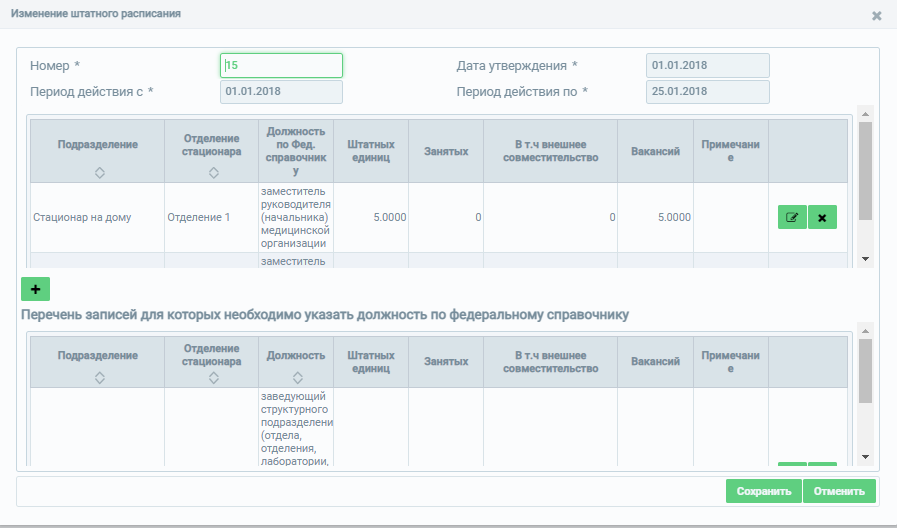 Изменение штатного расписания
Номер *
15
Дата утверждения *
01.01.2018
Период действия с *
01.01.2018
Период действия по *
25.01.2018
Подразделение
Отделение
стационара
Должность
по Фед.
справочник
у
Штатных
единиц
Занятых
В т.ч внешнее
совместительство
Вакансий
Примечани
е
Стационар на дому
Отделение 1
заместитель
руководителя
(начальника)
медицинской
организации
5.0000
0
0
5.0000
заместитель
Перечень записей для которых необходимо указать должность по федеральному справочнику
Подразделение
Отделение
стационара
Должность
Штатных
единиц
Занятых
В т.ч внешнее
совместительство
Вакансий
Примечани
е
заведующий
структурного
подразделени
(отдела,
отделения,
лаборатории,
Сохранить
Отменить